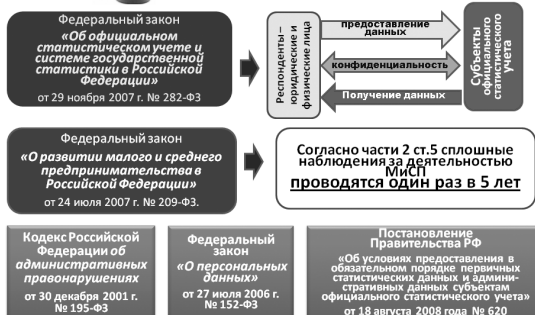 Федеральный закон
«Об официальном
статистическом учете и
системе государственной
статистики в Российской
Федерации»
от 29 ноября 2007 г. № 282-ФЗ
Респонденты –
юридические и
физические лица
предоставление
данных
конфиденциальность
Получение данных
Субъекты
официального
статистического
учета
Федеральный закон
«О развитии малого и среднего
предпринимательства в
Российской Федерации»
от 24 июля 2007 г. № 209-ФЗ.
Согласно части 2 ст.5 сплошные
наблюдения за деятельностью
МиСП
проводятся один раз в 5 лет
Кодекс Российской
Федерации об
административных
правонарушениях
от 30 декабря 2001 г.
№ 195-ФЗ
Федеральный
закон
«О персональных
данных»
от 27 июля 2006 г.
№ 152-ФЗ
Постановление
Правительства РФ
«Об условиях предоставления в
обязательном порядке первичных
статистических данных и админи-
стративных данных субъектам
официального статистического учета»
от 18 августа 2008 года № 620